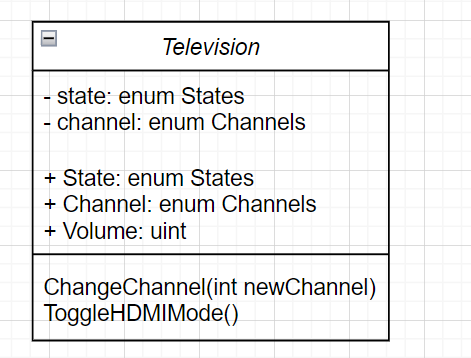 Television
- state: enum States
- channel: enum Channels
+ State: enum States
+ Channel: enum Channels
+ Volume: uint
ChangeChannel(int newChannel)
ToggleHDMIMode()